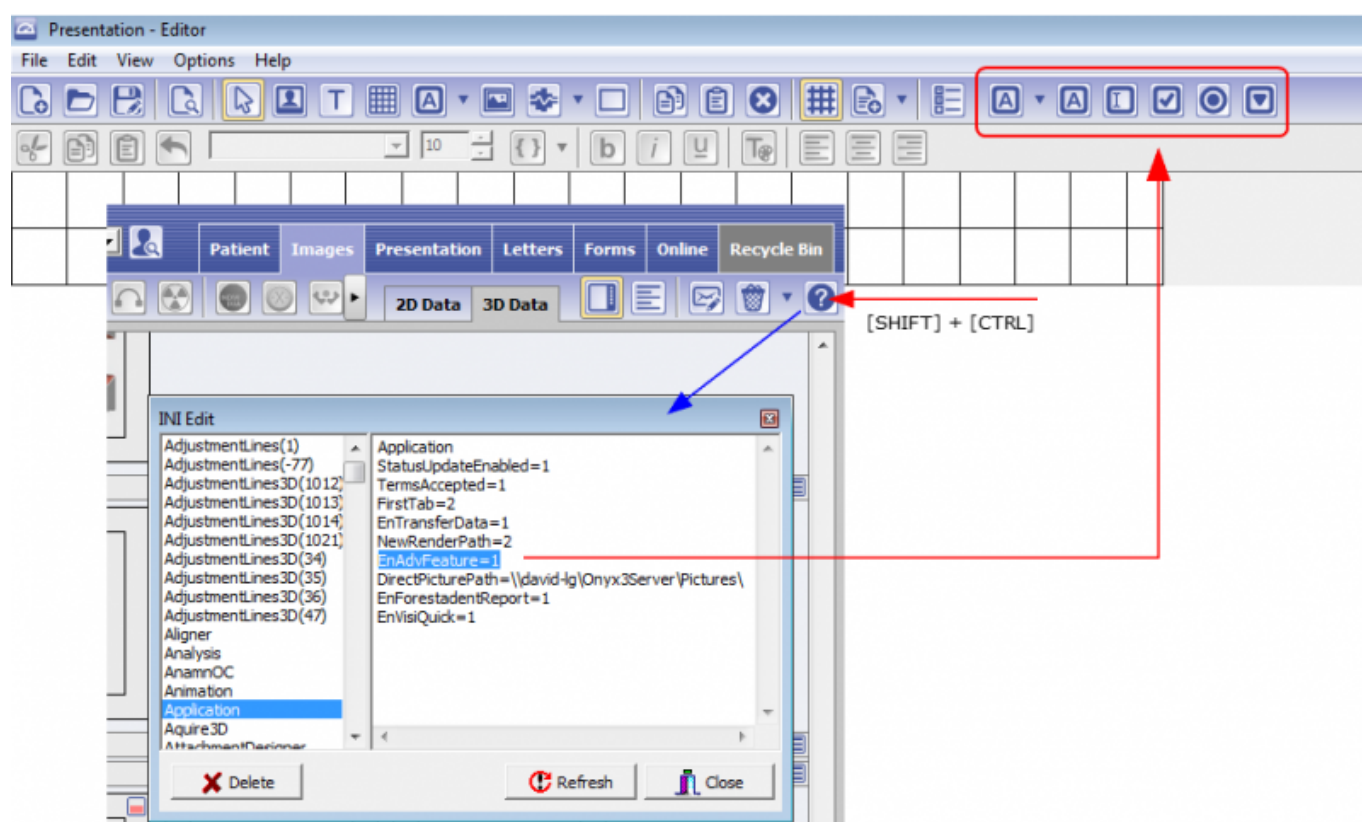 Presentation - Editor
File Edit View Options Help
10
Patient Images Presentation Letters Forms Online Recycle Bin
2D Data 3D Data
[SHIFT] + [CTRL]
INI Edit
AdjustmentLines(1)
AdjustmentLines(-77)
AdjustmentLines3D(1012)
AdjustmentLines3D(1013)
AdjustmentLines3D(1014)
AdjustmentLines3D(1021)
AdjustmentLines3D(34)
AdjustmentLines3D(35)
AdjustmentLines3D(36)
AdjustmentLines3D(47)
Aligner
Analysis
AnamnOC
Animation
Application
Aquire3D
AttachmentDesigner
Application
StatusUpdateEnabled=1
TermsAccepted=1
FirstTab=2
EnTransferData=1
NewRenderPath=2
EnAdvFeature=1
DirectPicturePath=\\david-lg\Onyx3Server\Pictures\
EnForestadentReport=1
EnVisiQuick=1
Delete Refresh Close